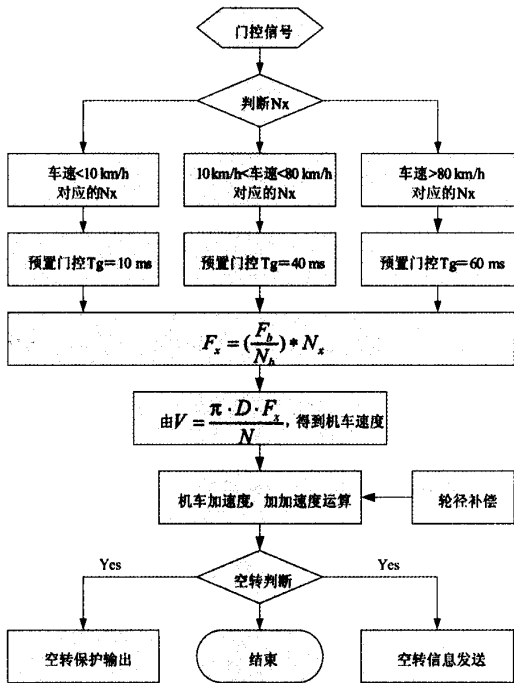 门控信号
判断Nx
车速<10 km/h
对应的Nx
10km/h<车速<80 km/h
对应的Nx
车速>80 km/h
对应的Nx
预置门控Tg=10 ms
预置门控Tg=40 ms
预置门控Tg=60 ms
F_x = (F_b/N_b) * N_x
由V = π·D·F_x/N, 得到机车速度
机车加速度，加加速度运算
轮径补偿
Yes
空转判断
Yes
空转保护输出
结束
空转信息发送